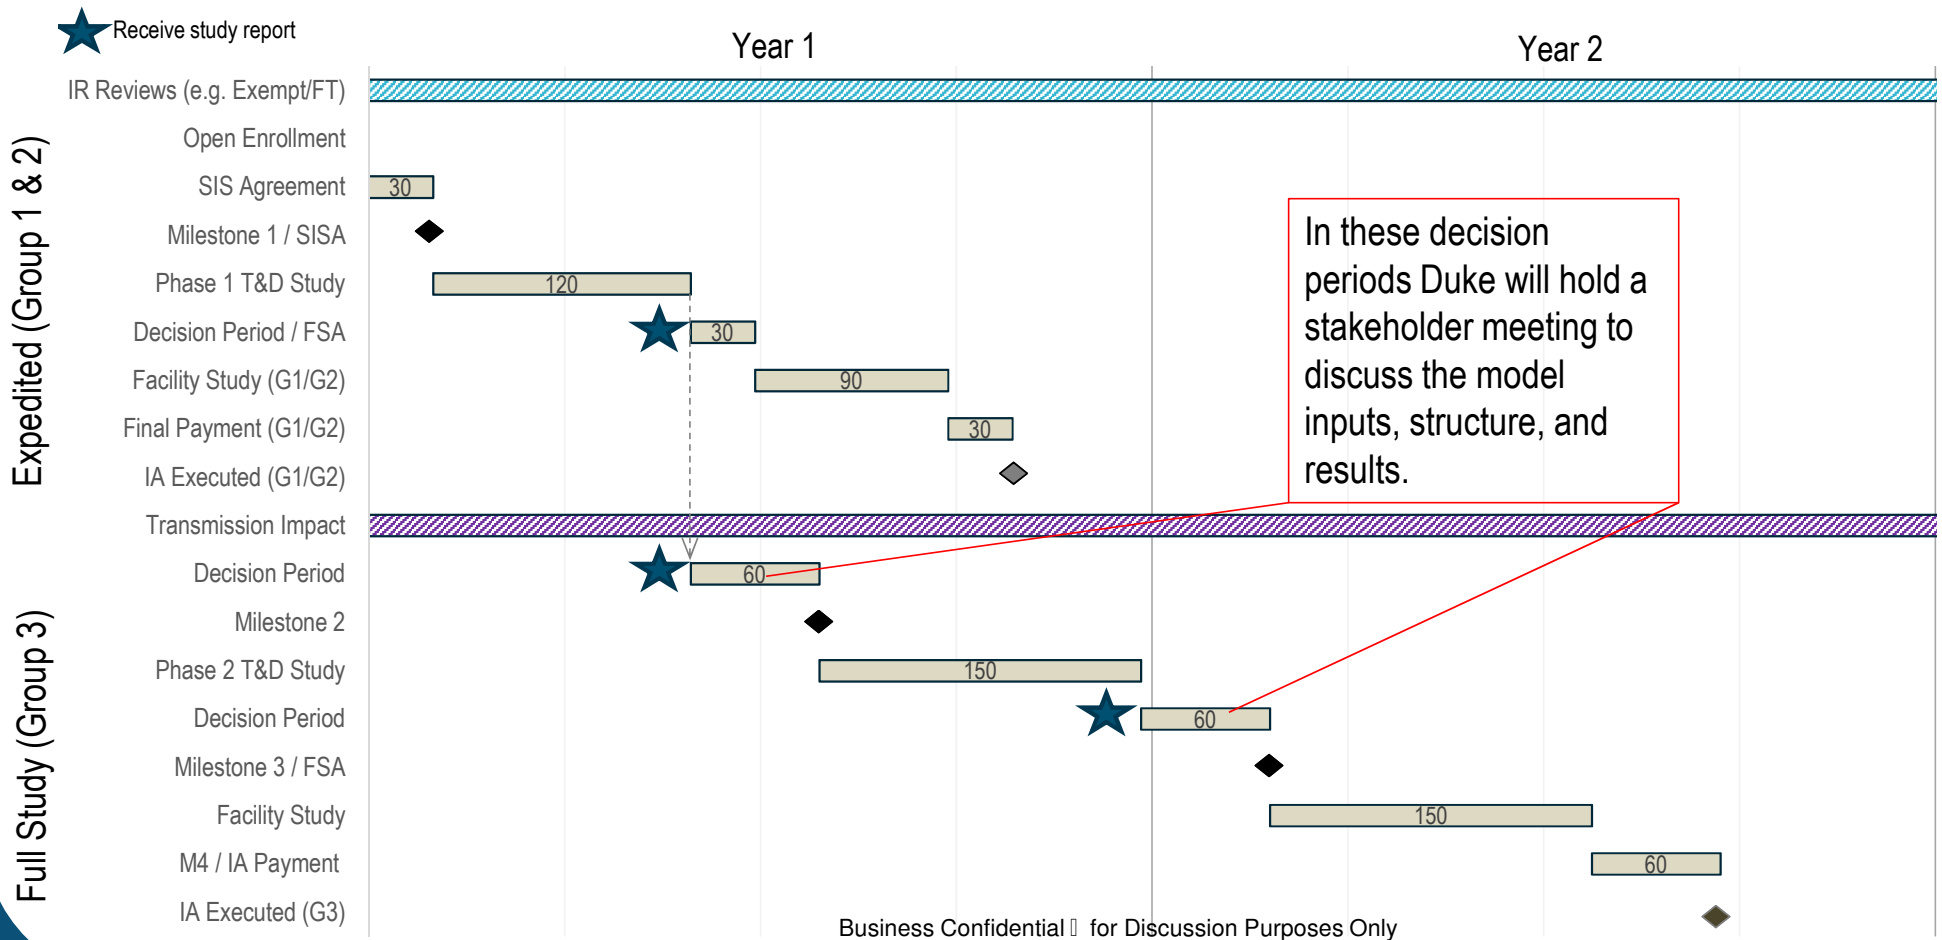 Receive study report
Year 1
Year 2
IR Reviews (e.g. Exempt/FT)
Open Enrollment
SIS Agreement
30
Milestone 1 / SISA
Phase 1 T&D Study
120
Decision Period / FSA
30
Facility Study (G1/G2)
90
Final Payment (G1/G2)
30
IA Executed (G1/G2)
Expedited (Group 1 & 2)
In these decision
periods Duke will hold a
stakeholder meeting to
discuss the model
inputs, structure, and
results.
Transmission Impact
Decision Period
60
Milestone 2
Phase 2 T&D Study
150
Decision Period
60
Milestone 3 / FSA
Facility Study
150
M4 / IA Payment
60
IA Executed (G3)
Full Study (Group 3)
Business Confidential ▯ for Discussion Purposes Only